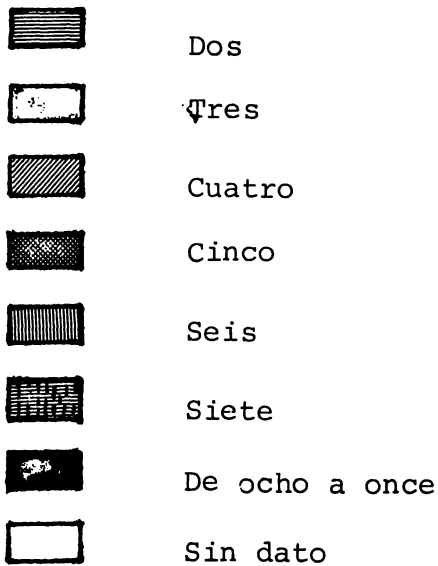 Dos
Tres
Cuatro
Cinco
Seis
Siete
De ocho a once
Sin dato